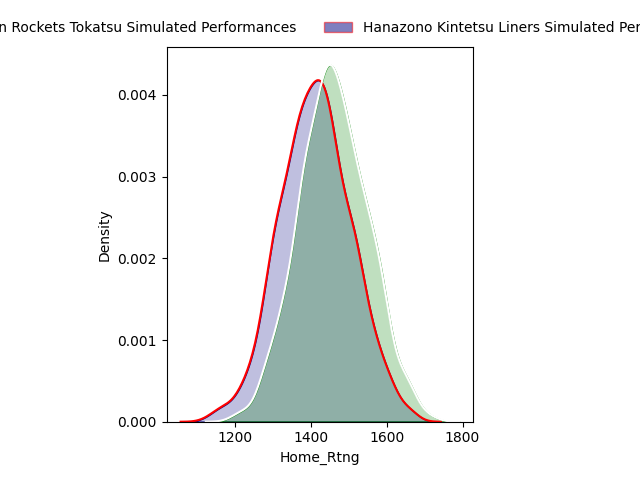 Rockets Tokatsu Simulated Performances
Hanazono Kintetsu Liners Simulated
0.004
0.003
0.002
0.001
0.000
Density
1200 1400 1600 1800
Home_Rtng